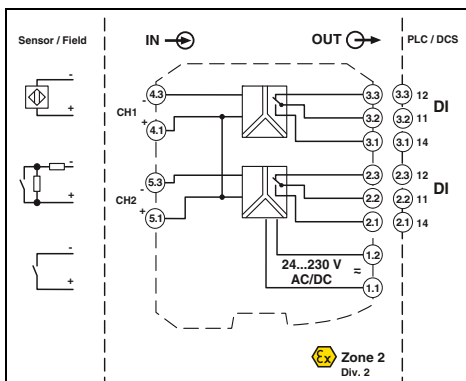 Sensor / Field
IN
OUT
PLC / DCS
-
+
-
+
-
+
CH1
-
4.3
+
4.1
CH2
5.3
-
+
5.1
3.3
3.2
3.1
2.3
2.2
2.1
1.2
1.1
3.3 12
3.2 11
3.1 14
DI
2.3 12
2.2 11
2.1 14
DI
24...230 V
AC/DC
≈
Ex Zone 2
Div. 2